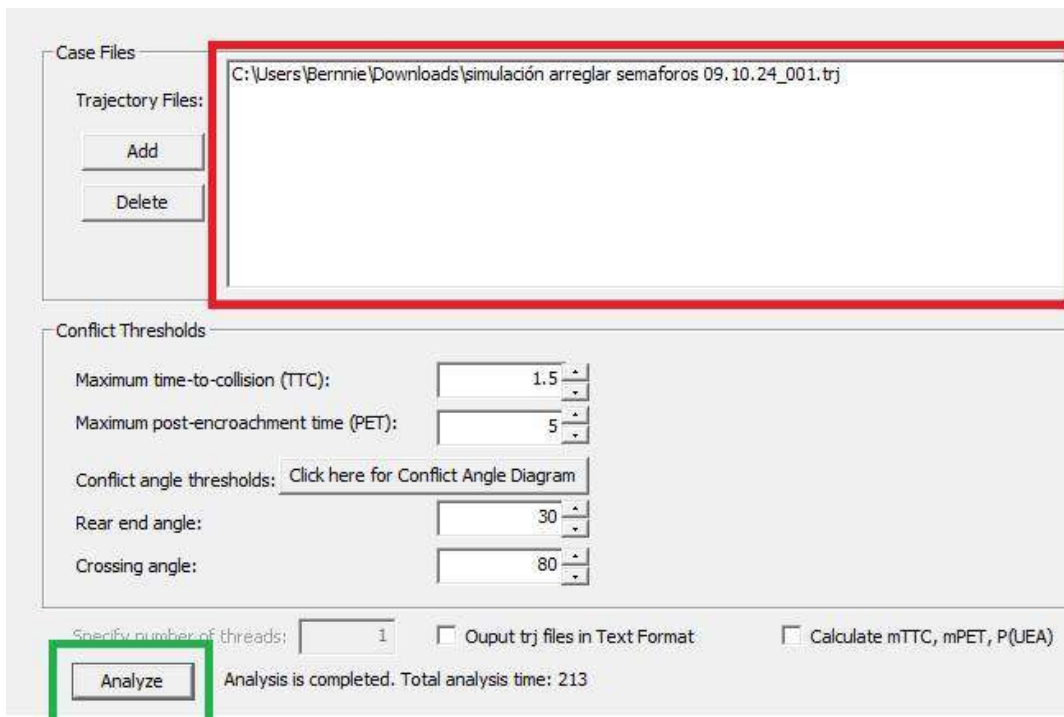 Case Files
C:\Users\Bernnie\Downloads\simulación arreglar semaforos 09.10.24_001.trj
Trajectory Files:
Add
Delete
Conflict Thresholds
Maximum time-to-collision (TTC): 1.5
Maximum post-encroachment time (PET): 5
Conflict angle thresholds: Click here for Conflict Angle Diagram
Rear end angle: 30
Crossing angle: 80
Specify number of threads: 1 Ouput trj files in Text Format Calculate mTTC, mPET, P(UEA)
Analyze Analysis is completed. Total analysis time: 213